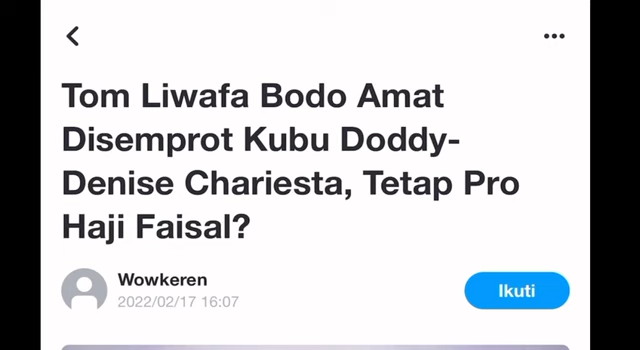 Tom Liwafa Bodo Amat
Disemprot Kubu Doddy-
Denise Chariesta, Tetap Pro
Haji Faisal?
Wowkeren
2022/02/17 16:07
Ikuti